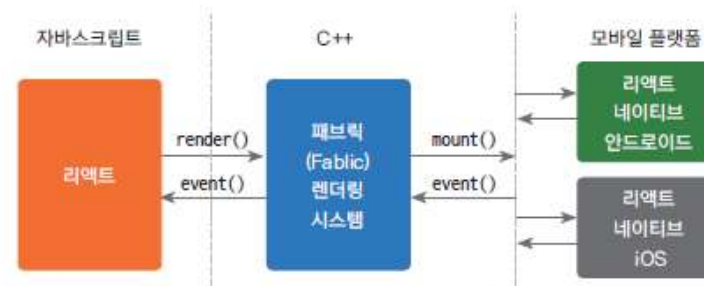 자바스크립트
C++
모바일 플랫폼
리액트
render()
event()
패브릭
(Fablic)
렌더링
시스템
mount()
event()
리액트
네이티브
안드로이드
리액트
네이티브
iOS